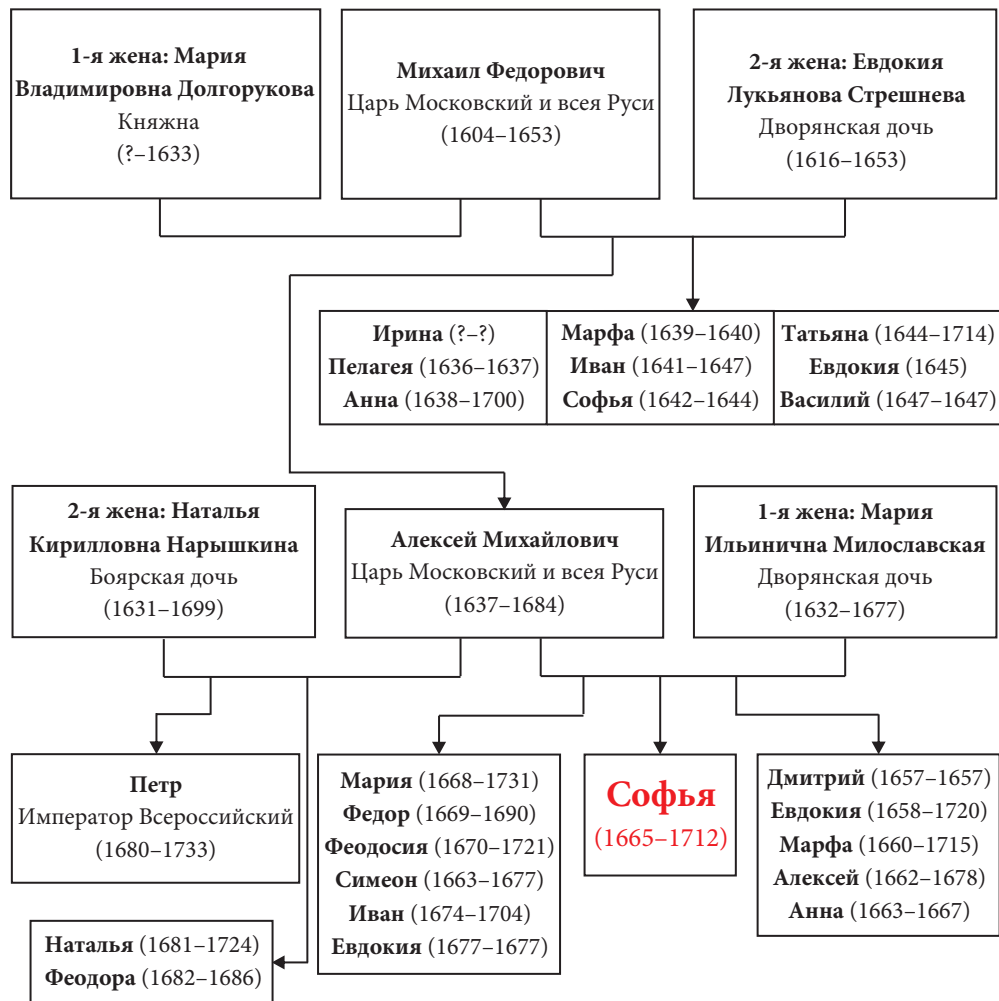 1-я жена: Мария
Владимировна Долгорукова
Княжна
(?–1633)
Михаил Федорович
Царь Московский и всея Руси
(1604–1653)
2-я жена: Евдокия
Лукьянова Стрешнева
Дворянская дочь
(1616–1653)
Ирина (?–?)
Пелагея (1636–1637)
Анна (1638–1700)
Марфа (1639–1640)
Иван (1641–1647)
Софья (1642–1644)
Татьяна (1644–1714)
Евдокия (1645)
Василий (1647–1647)
2-я жена: Наталья
Кирилловна Нарышкина
Боярская дочь
(1631–1699)
Алексей Михайлович
Царь Московский и всея Руси
(1637–1684)
1-я жена: Мария
Ильинична Милославская
Дворянская дочь
(1632–1677)
Петр
Император Всероссийский
(1680–1733)
Наталья (1681–1724)
Феодора (1682–1686)
Мария (1668–1731)
Федор (1669–1690)
Феодосия (1670–1721)
Симеон (1663–1677)
Иван (1674–1704)
Евдокия (1677–1677)
Софья
(1665–1712)
Дмитрий (1657–1657)
Евдокия (1658–1720)
Марфа (1660–1715)
Алексей (1662–1678)
Анна (1663–1667)